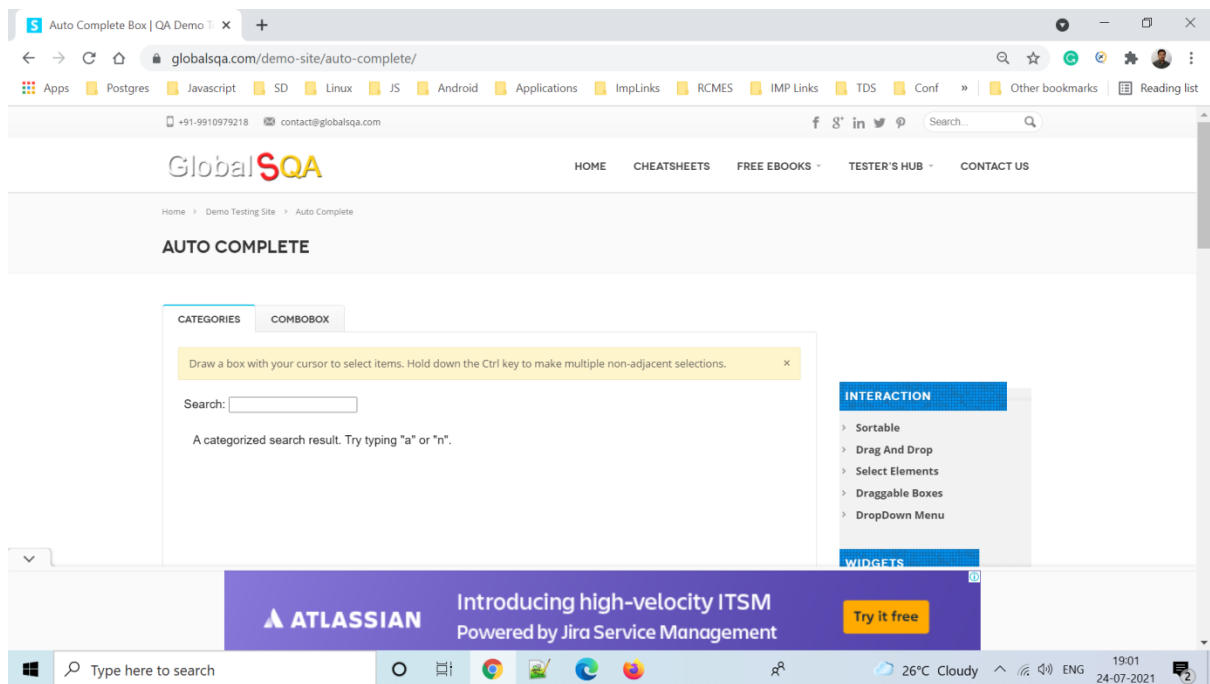 S Auto Complete Box | QA Demo T
globalsqa.com/demo-site/auto-complete/
Apps Postgres Javascript SD Linux JS Android Applications ImpLinks RCMES IMP Links TDS Conf » Other bookmarks Reading list
+91-9910979218 contact@globalsqa.com Search...
GlobalSQA HOME CHEATSHEETS FREE EBOOKS TESTER'S HUB CONTACT US
Home Demo Testing Site Auto Complete
AUTO COMPLETE
CATEGORIES COMBOBOX
Draw a box with your cursor to select items. Hold down the Ctrl key to make multiple non-adjacent selections. ×
Search:
A categorized search result. Try typing "a" or "n".
INTERACTION
Sortable
Drag And Drop
Select Elements
Draggable Boxes
DropDown Menu
WIDGETS
ATLASSIAN
Introducing high-velocity ITSM
Powered by Jira Service Management
Try it free
Type here to search 26°C Cloudy ENG 19:01
24-07-2021 2